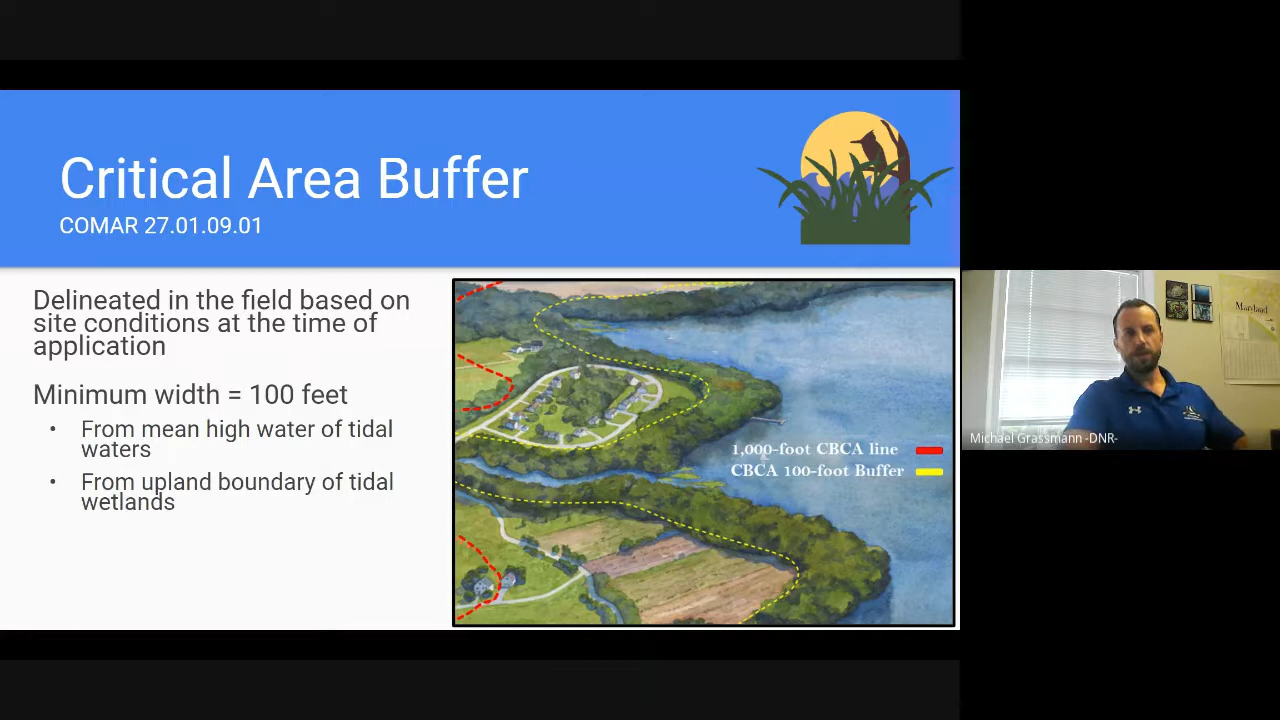 Critical Area Buffer
COMAR 27.01.09.01
Delineated in the field based on
site conditions at the time of
application
Minimum width = 100 feet
• From mean high water of tidal
waters
• From upland boundary of tidal
wetlands
1,000-foot CBCA line
CBCA 100-foot Buffer
Maryland
Michael Grassmann -DNR-